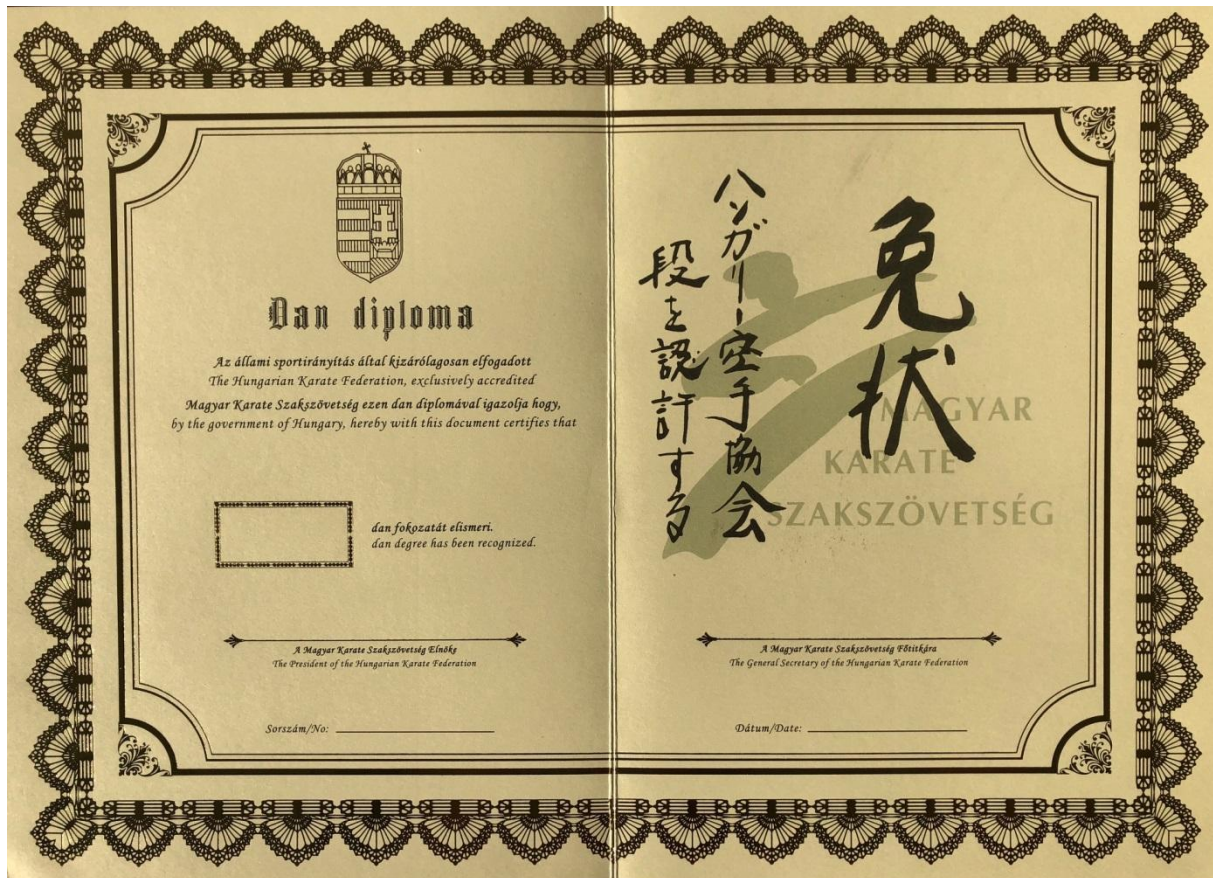 Dan diploma
Az állami sportirányítás által kizárólagosan elfogadott
The Hungarian Karate Federation, exclusively accredited
Magyar Karate Szakszövetség ezen dan diplomával igazolja hogy,
by the government of Hungary, hereby with this document certifies that
dan fokozatát elismeri.
dan degree has been recognized.
A Magyar Karate Szakszövetség Elnöke
The President of the Hungarian Karate Federation
Sorszám/No:
免状
ハンガリー空手協会
段を認許する
MAGYAR
KARATE
SZAKSZÖVETSÉG
A Magyar Karate Szakszövetség Főtitkára
The General Secretary of the Hungarian Karate Federation
Dátum/Date: